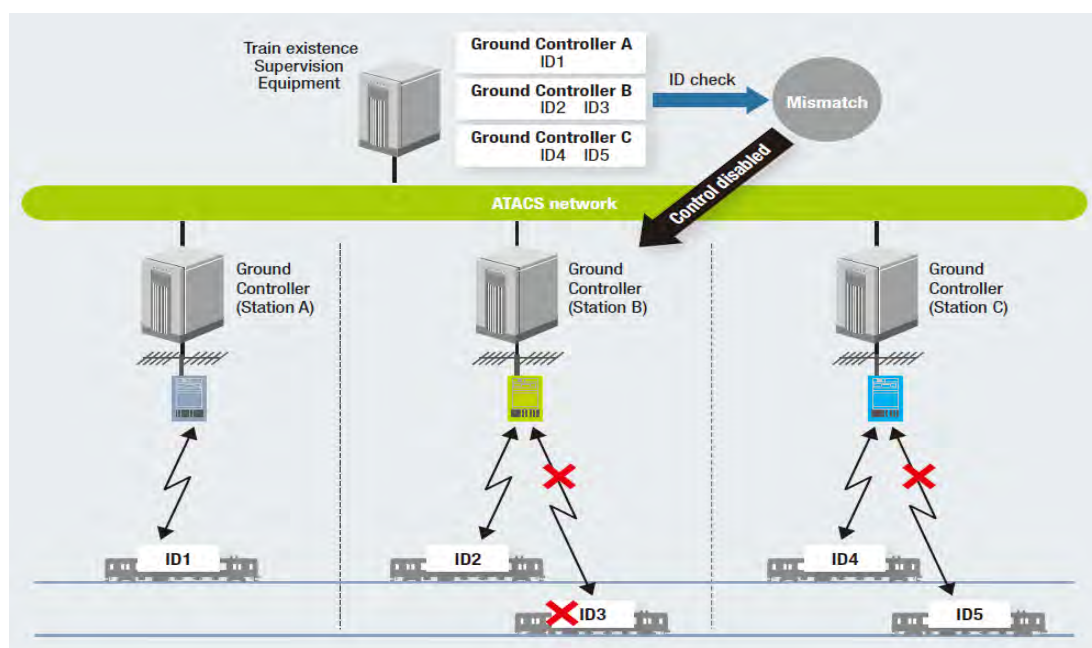 Train existence
Supervision
Equipment
Ground Controller A
ID1
Ground Controller B
ID2 ID3
Ground Controller C
ID4 ID5
ID check
Mismatch
Control disabled
ATACS network
Ground
Controller
(Station A)
Ground
Controller
(Station B)
Ground
Controller
(Station C)
ID1
ID2
ID4
ID3
ID5